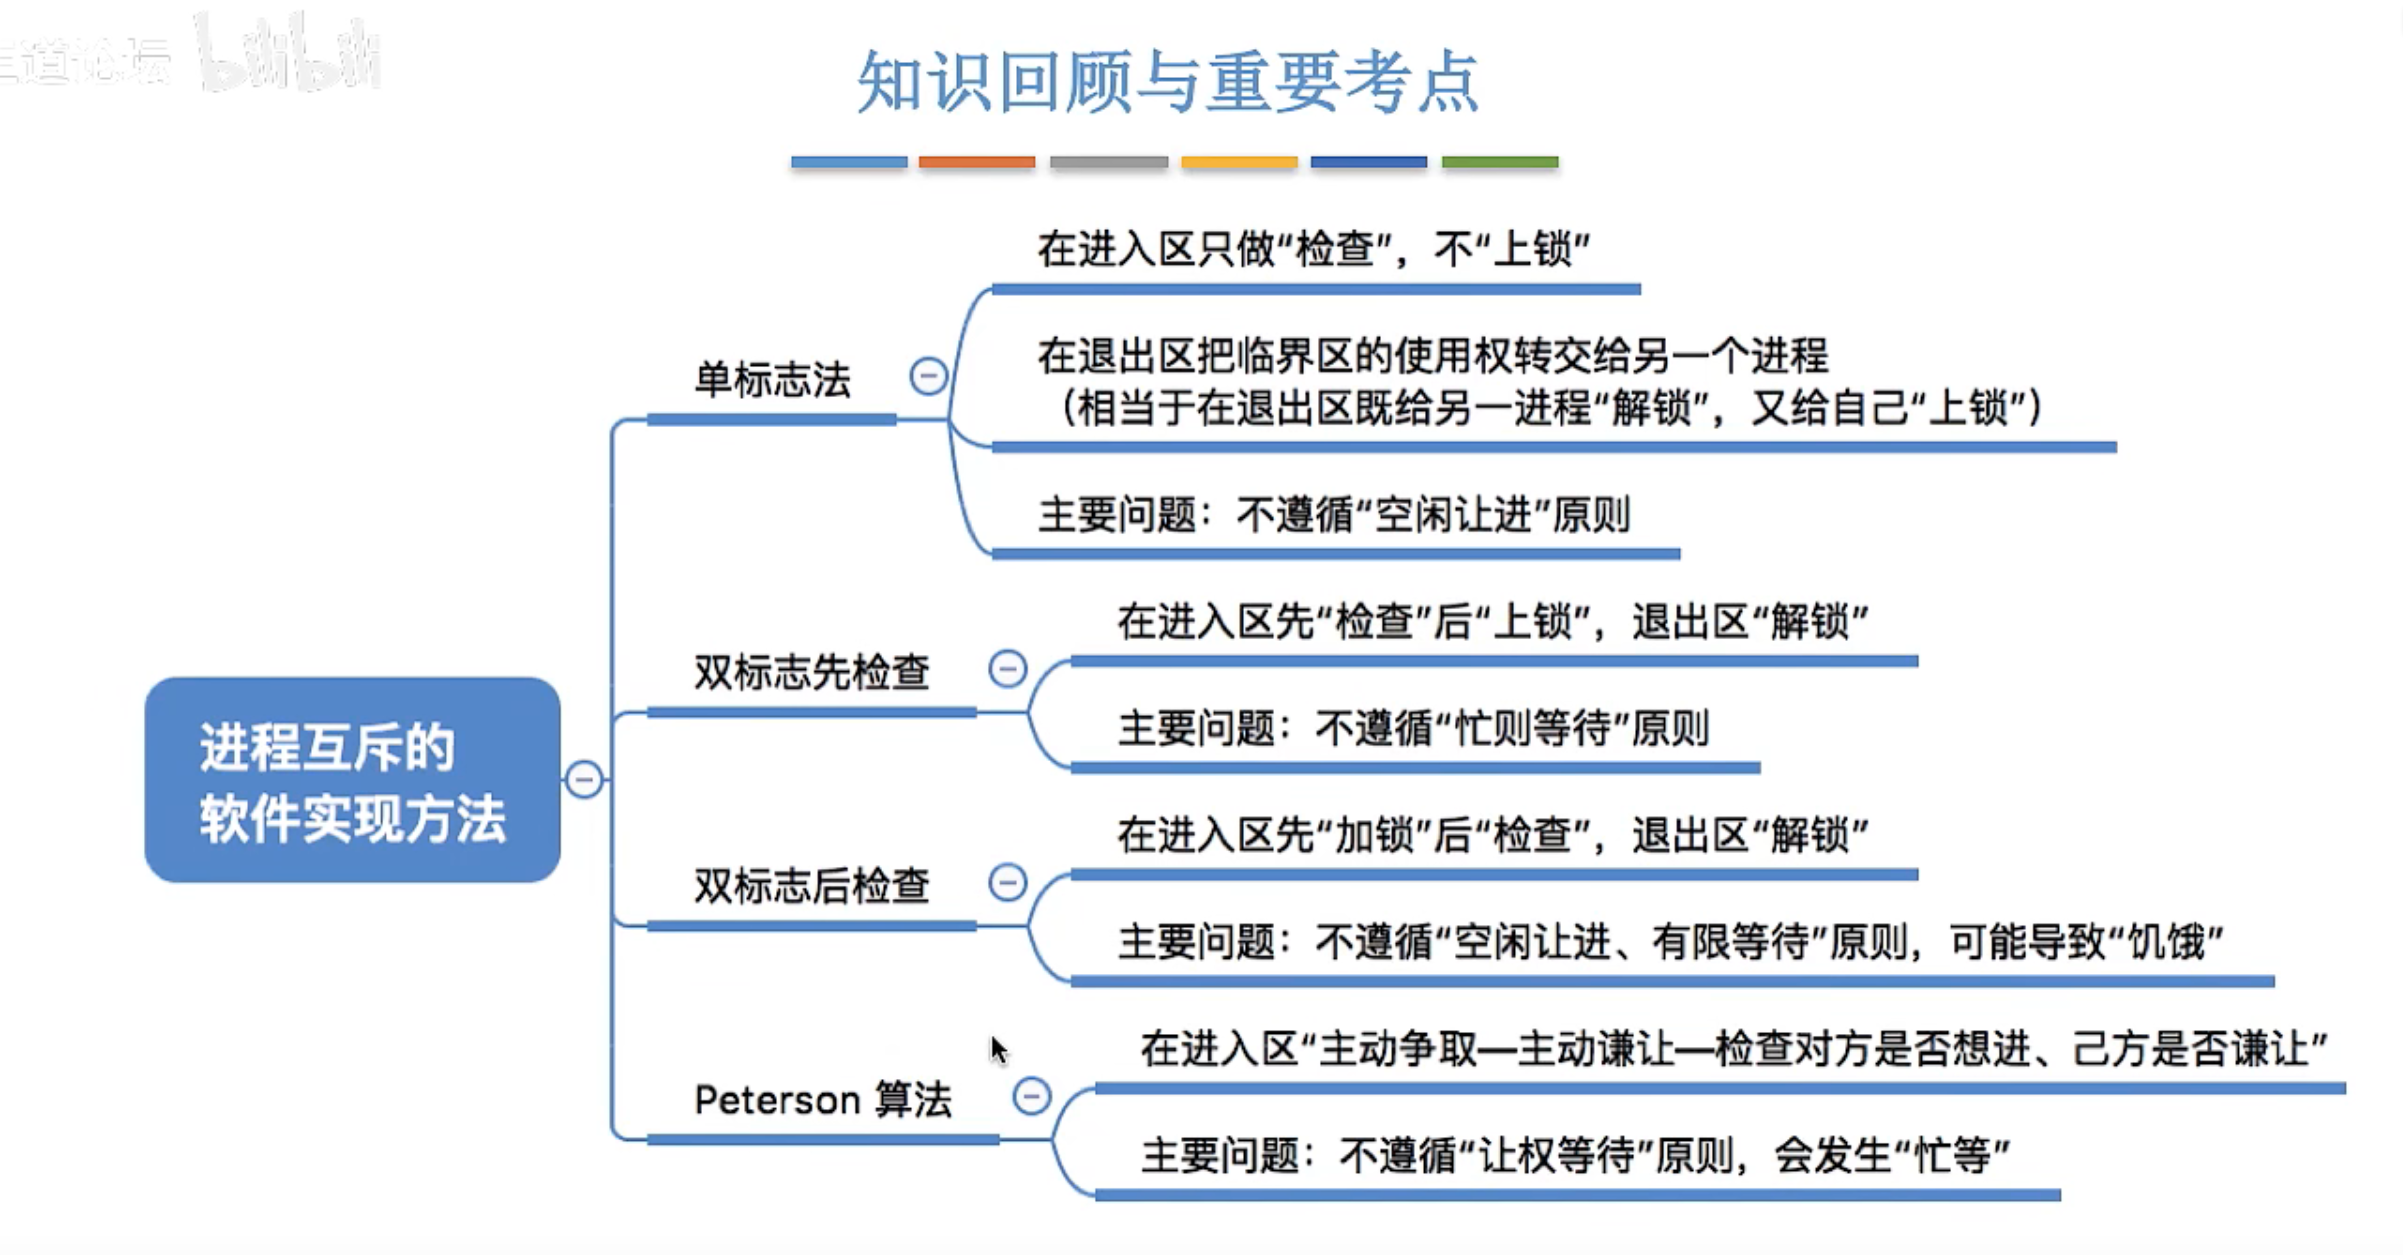 王道论坛 bilibili
知识回顾与重要考点
在进入区只做“检查”，不“上锁”
单标志法
在退出区把临界区的使用权转交给另一个进程
（相当于在退出区既给另一进程“解锁”，又给自己“上锁”）
主要问题：不遵循“空闲让进”原则
进程互斥的
软件实现方法
双标志先检查
在进入区先“检查”后“上锁”，退出区“解锁”
主要问题：不遵循“忙则等待”原则
双标志后检查
在进入区先“加锁”后“检查”，退出区“解锁”
主要问题：不遵循“空闲让进、有限等待”原则，可能导致“饥饿”
Peterson 算法
在进入区“主动争取—主动谦让—检查对方是否想进、己方是否谦让”
主要问题：不遵循“让权等待”原则，会发生“忙等”